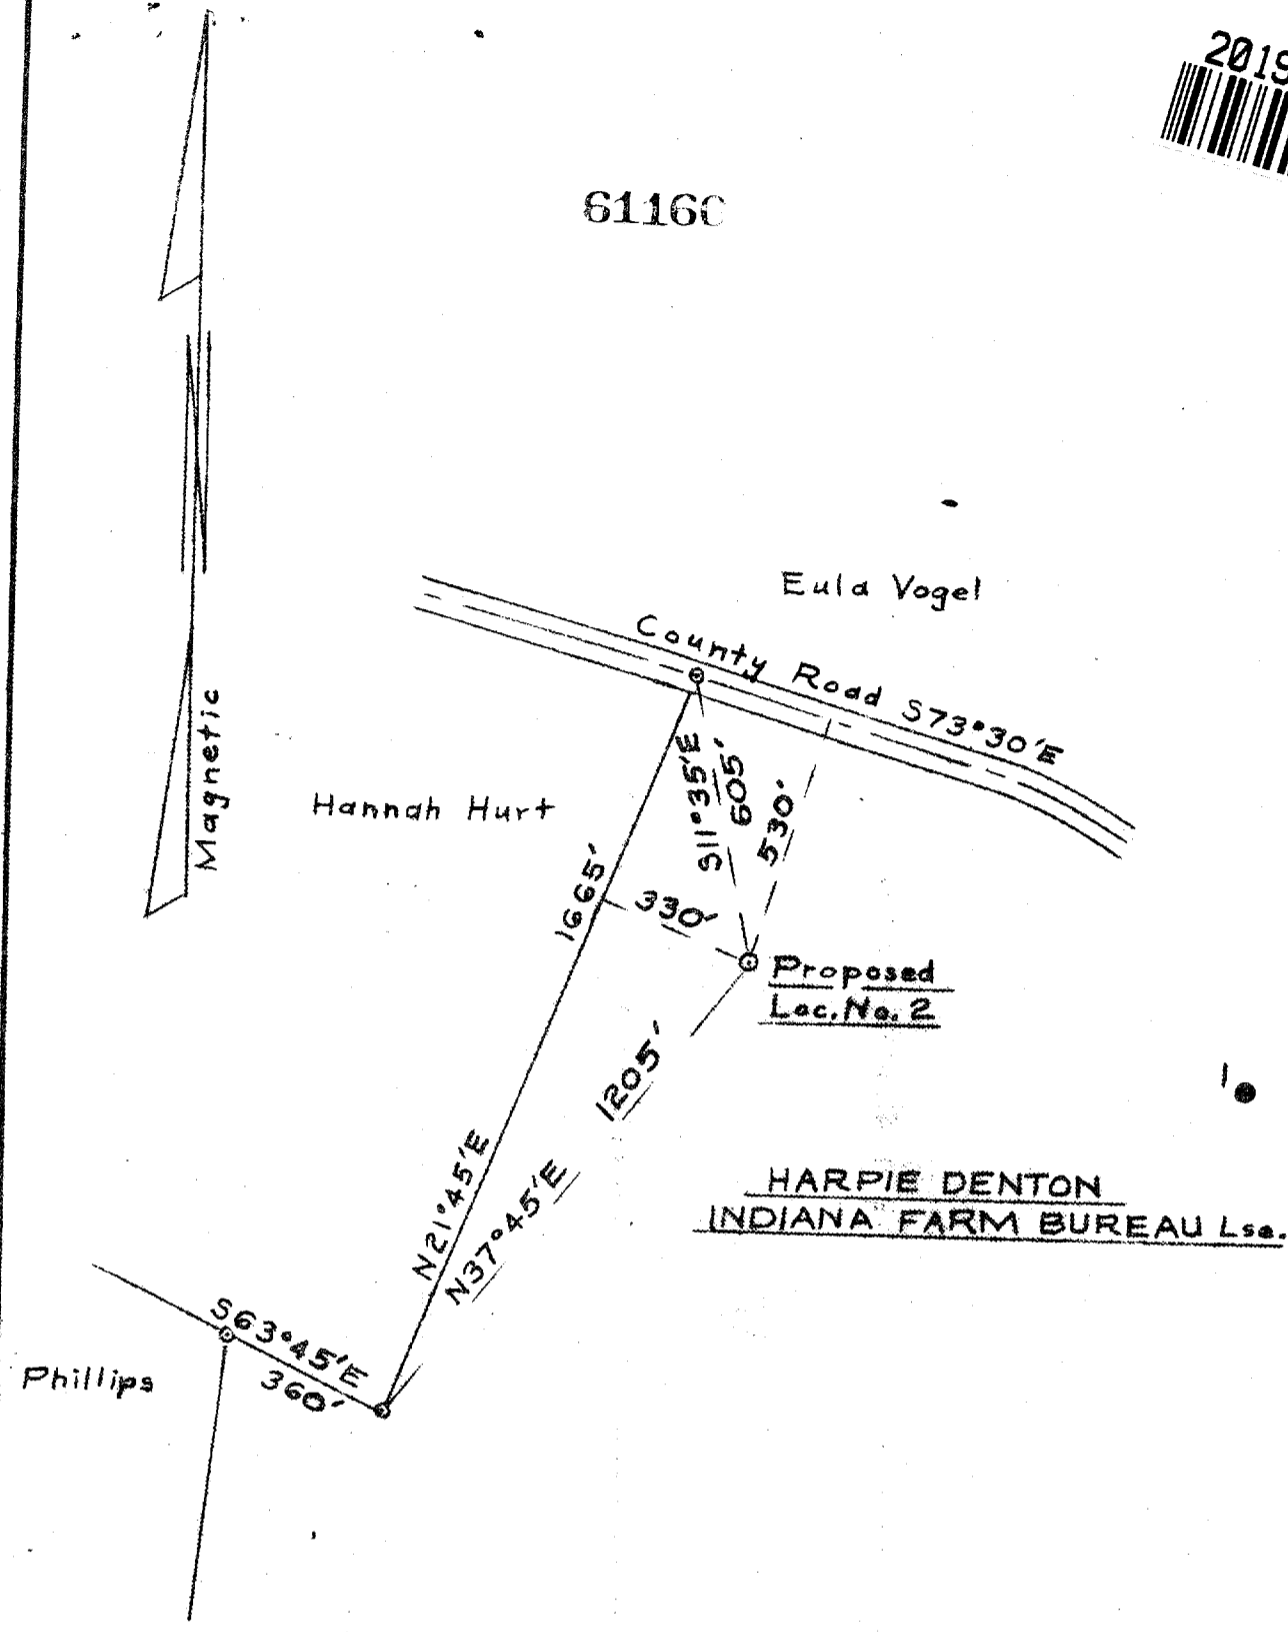 2019
Eula Vogel
County Road S73°30'E
Magnetic
Hannah Hurt
S11°35'E
605'
530'
1665'
330'
Proposed
Loc. No. 2
1205'
1
N21°45'E
N37°45'E
HARPIE DENTON
INDIANA FARM BUREAU Lse.
S63°45'E
360'
Phillips